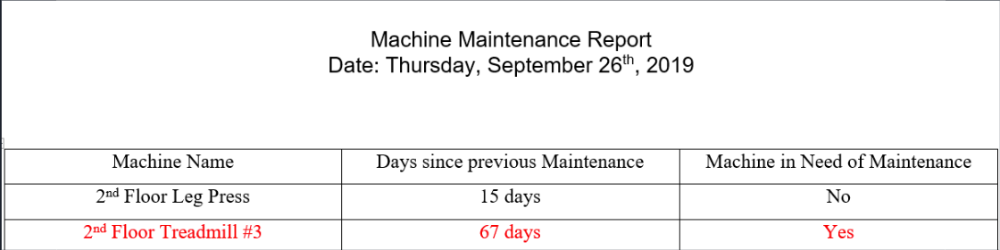 Machine Maintenance Report
Date: Thursday, September 26th, 2019
Machine Name Days since previous Maintenance Machine in Need of Maintenance
2nd Floor Leg Press 15 days No
2nd Floor Treadmill #3 67 days Yes